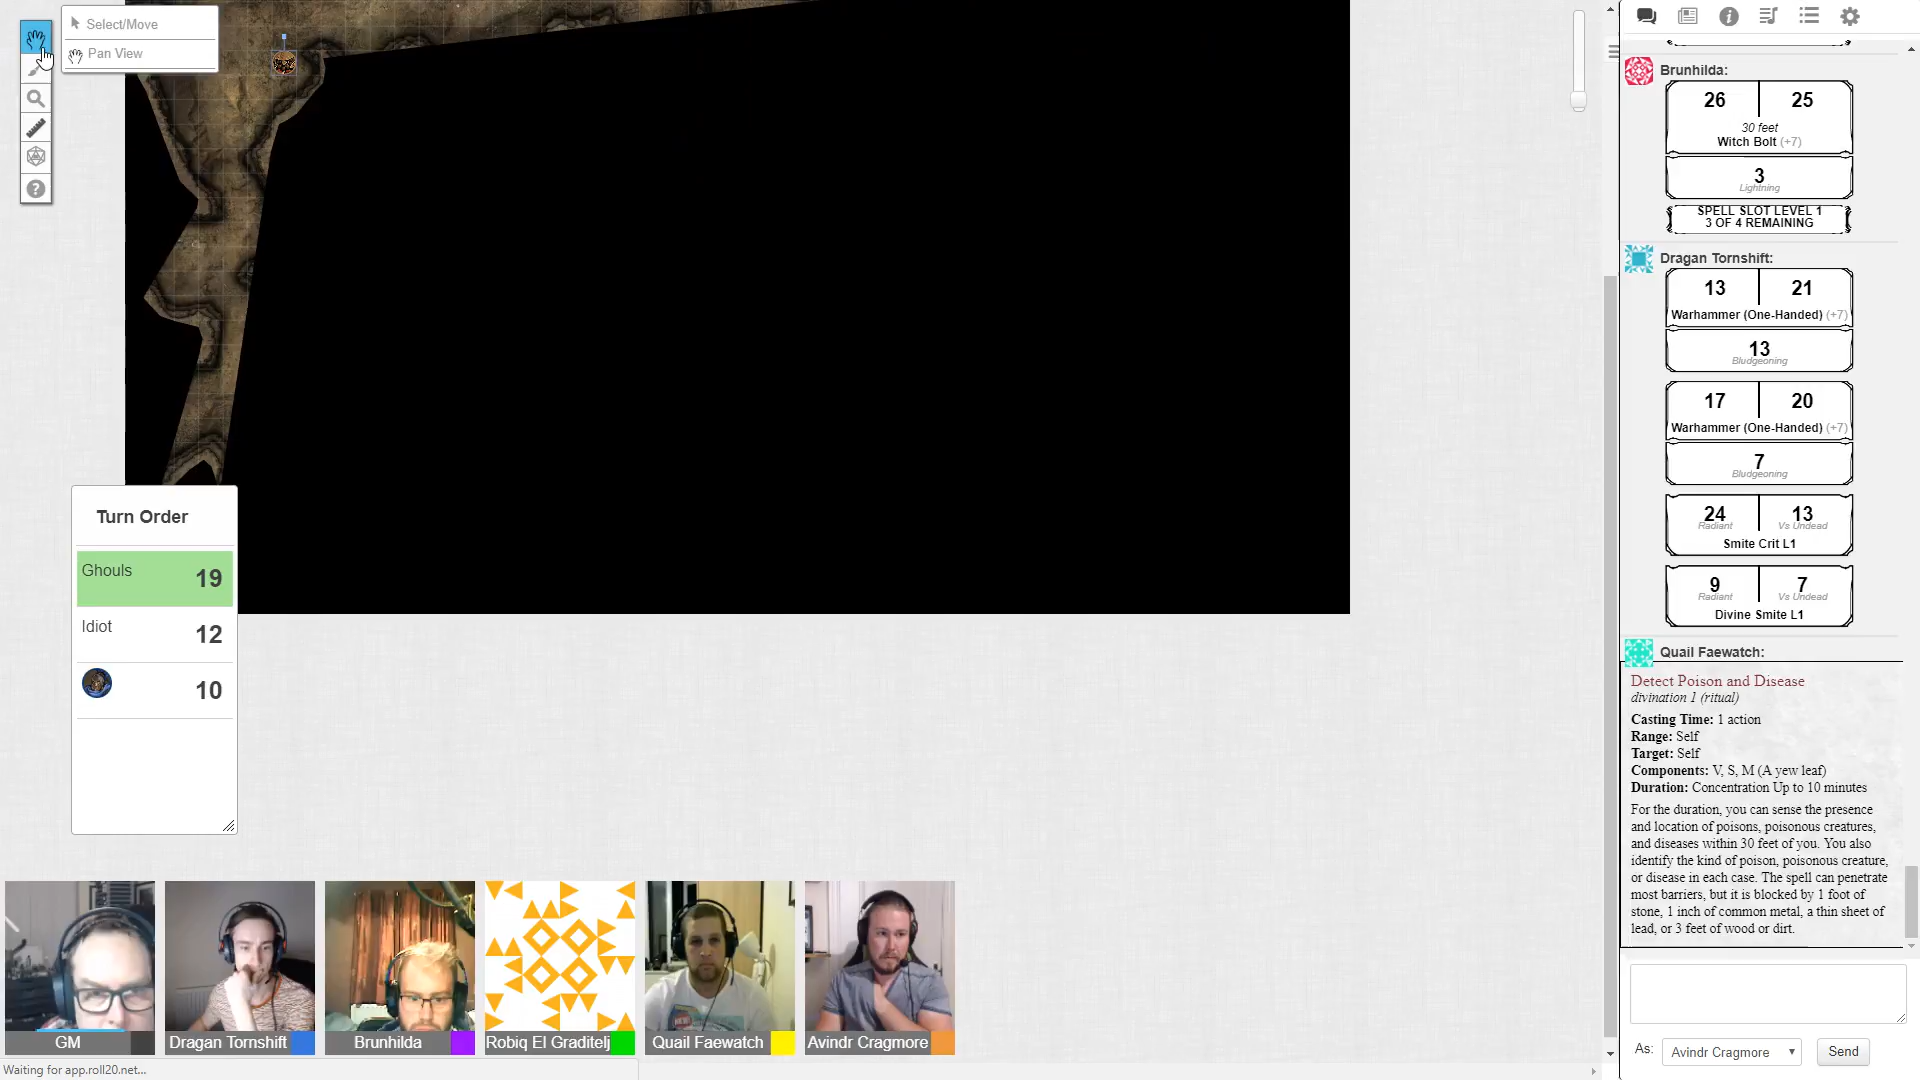 Select/Move
Pan View
Turn Order
Ghouls 19
Idiot 12
10
GM
Dragan Tornshift
Brunhilda
Robiq El Graditelj
Quail Faewatch
Avindr Cragmore
Waiting for app.roll20.net...
Brunhilda:
26 25
30 feet
Witch Bolt (+7)
3
Lightning
SPELL SLOT LEVEL 1
3 OF 4 REMAINING
Dragan Tornshift:
13 21
Warhammer (One-Handed) (+7)
13
Bludgeoning
17 20
Warhammer (One-Handed) (+7)
7
Bludgeoning
24 13
Radiant Vs Undead
Smite Crit L1
9 7
Radiant Vs Undead
Divine Smite L1
Quail Faewatch:
Detect Poison and Disease
divination 1 (ritual)
Casting Time: 1 action
Range: Self
Target: Self
Components: V, S, M (A yew leaf)
Duration: Concentration Up to 10 minutes
For the duration, you can sense the presence
and location of poisons, poisonous creatures,
and diseases within 30 feet of you. You also
identify the kind of poison, poisonous creature,
or disease in each case. The spell can penetrate
most barriers, but it is blocked by 1 foot of
stone, 1 inch of common metal, a thin sheet of
lead, or 3 feet of wood or dirt.
As: Avindr Cragmore Send